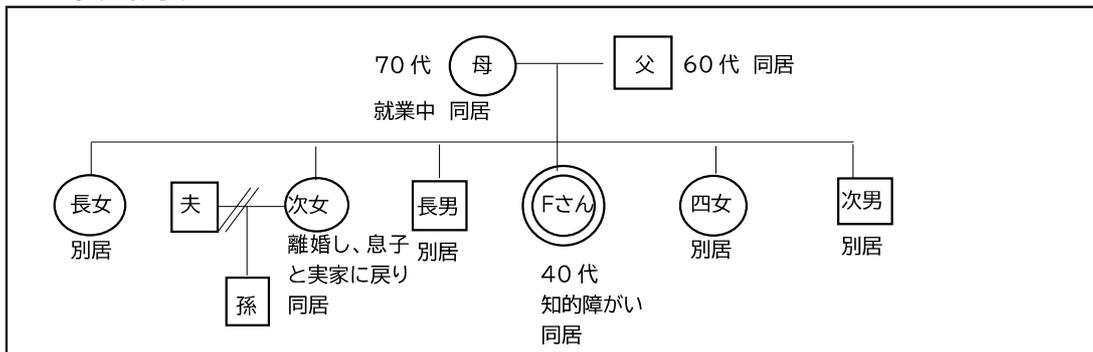 70代 母 父 60代 同居
就業中 同居
長女 夫 次女 長男 Fさん 四女 次男
別居 離婚し、息子 別居 別居 別居
と実家に戻り 40代
孫 同居 知的障がい
同居